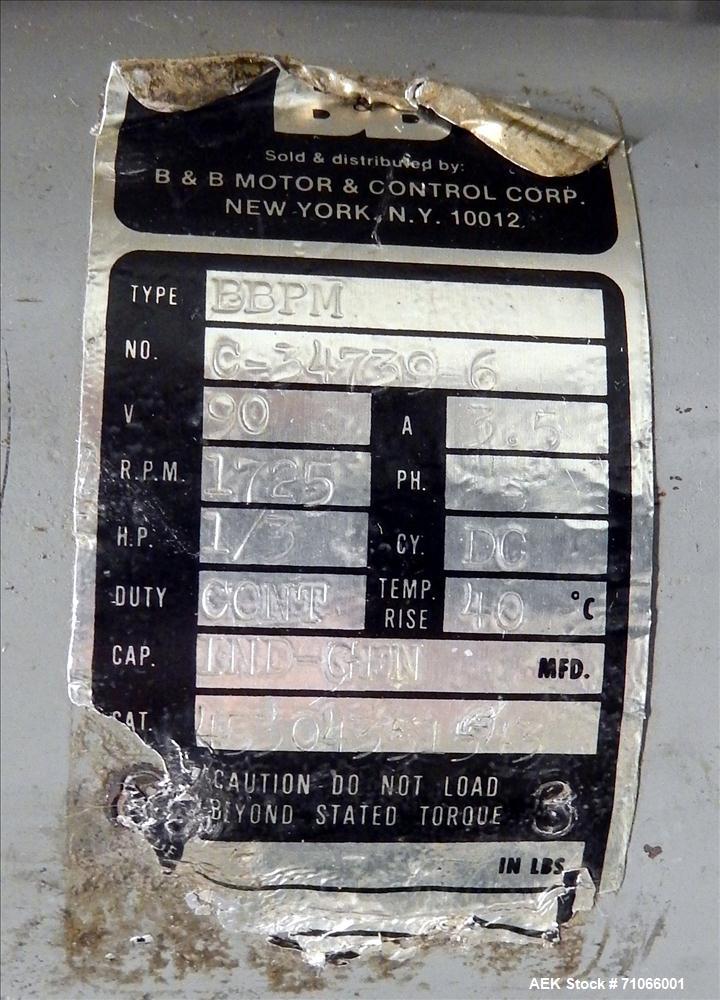 B&B
Sold & distributed by:
B & B MOTOR & CONTROL CORP.
NEW YORK, N.Y. 10012
TYPE BBPM
NO. C-34739-6
V 90 A 3.5
R.P.M. 1725 PH.
H.P. 1/3 CY. DC
DUTY CONT TEMP. RISE 40 °C
CAP. IND-GEN MFD.
CAT.
CAUTION DO NOT LOAD
BEYOND STATED TORQUE
IN LBS
AEK Stock # 71066001